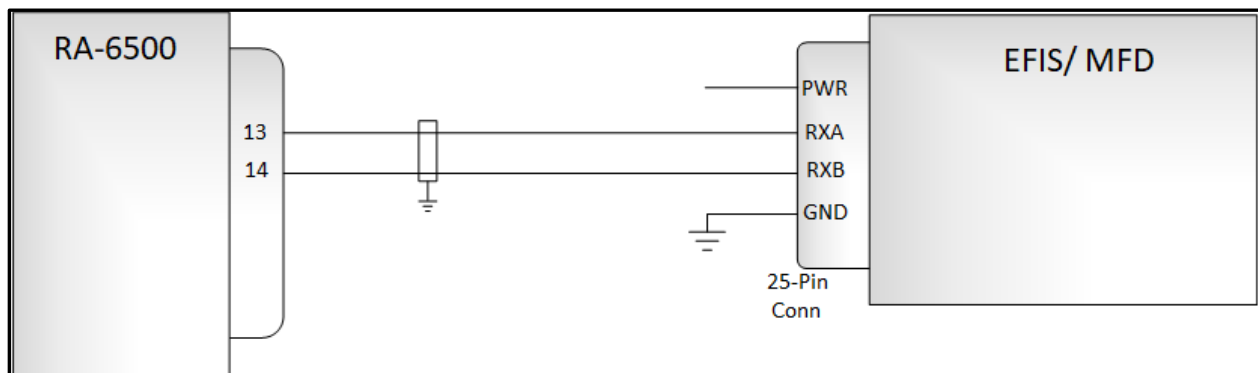 RA-6500
13
14
EFIS/ MFD
PWR
RXA
RXB
GND
25-Pin
Conn